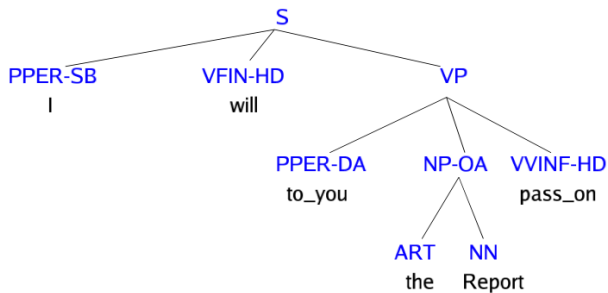 S
PPER-SB VFIN-HD VP
I will
PPER-DA NP-OA VVINF-HD
to_you pass_on
ART NN
the Report